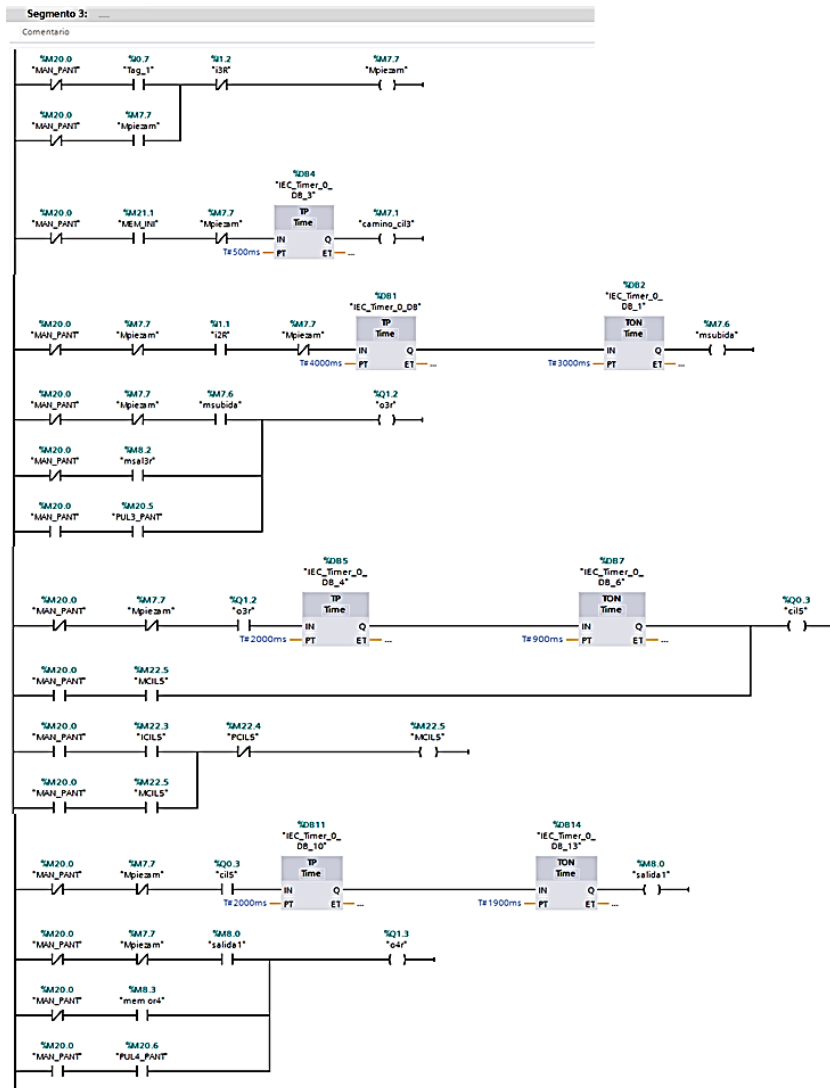 Segmento 3: __
Comentario
%M20.0 %I0.7 %I1.2 %M7.7
"MAN_PANT" "Tag_1" "i3R" "Mpiezam"
%M20.0 %M7.7
"MAN_PANT" "Mpiezam"
%DB4
"IEC_Timer_0_
DB_3"
%M20.0 %M21.1 %M7.7 TP %M7.1
"MAN_PANT" "MEM_INI" "Mpiezam" Time "camino_cil3"
IN Q
T#500ms PT ET ...
%DB1 %DB2
"IEC_Timer_0_DB" "IEC_Timer_0_
DB_1"
%M20.0 %M7.7 %I1.1 %M7.7 TP TON %M7.6
"MAN_PANT" "Mpiezam" "i2R" "Mpiezam" Time Time "msubida"
IN Q IN Q
T#4000ms PT ET ... T#3000ms PT ET ...
%M20.0 %M7.7 %M7.6 %Q1.2
"MAN_PANT" "Mpiezam" "msubida" "o3r"
%M20.0 %M8.2
"MAN_PANT" "msal3r"
%M20.0 %M20.5
"MAN_PANT" "PUL3_PANT"
%DB5 %DB7
"IEC_Timer_0_ "IEC_Timer_0_
DB_4" DB_6"
%M20.0 %M7.7 %Q1.2 TP TON %Q0.3
"MAN_PANT" "Mpiezam" "o3r" Time Time "cil5"
IN Q IN Q
T#2000ms PT ET ... T#900ms PT ET ...
%M20.0 %M22.5
"MAN_PANT" "MCIL5"
%M20.0 %M22.3 %M22.4 %M22.5
"MAN_PANT" "ICIL5" "PCIL5" "MCIL5"
%M20.0 %M22.5
"MAN_PANT" "MCIL5"
%DB11 %DB14
"IEC_Timer_0_ "IEC_Timer_0_
DB_10" DB_13"
%M20.0 %M7.7 %Q0.3 TP TON %M8.0
"MAN_PANT" "Mpiezam" "cil5" Time Time "salida1"
IN Q IN Q
T#2000ms PT ET ... T#1900ms PT ET ...
%M20.0 %M7.7 %M8.0 %Q1.3
"MAN_PANT" "Mpiezam" "salida1" "o4r"
%M20.0 %M8.3
"MAN_PANT" "memor4"
%M20.0 %M20.6
"MAN_PANT" "PUL4_PANT"